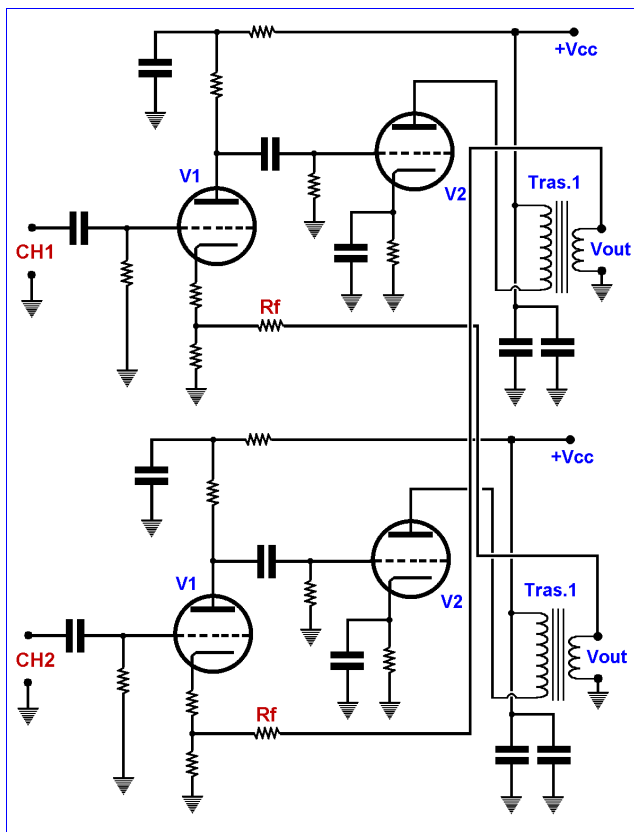 +Vcc
V1
V2
Tras.1
CH1
Vout
Rf
+Vcc
V1
V2
Tras.1
CH2
Vout
Rf